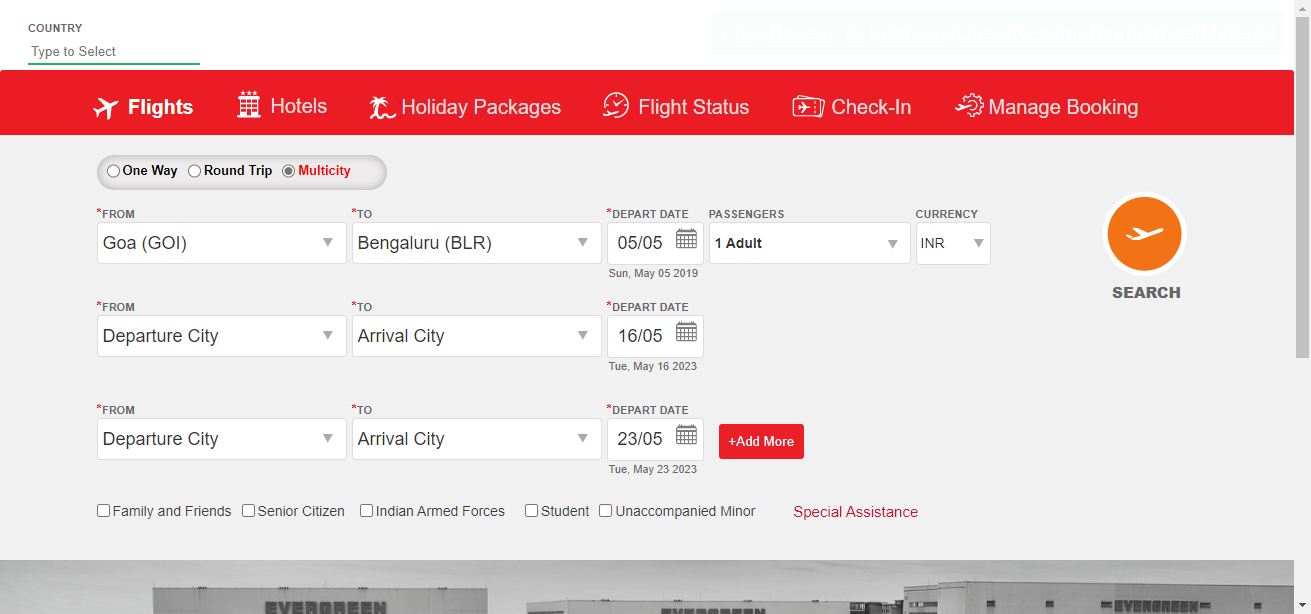 COUNTRY
Type to Select
Free Access to InterviewQues/ResumeAssistance/Material
Flights Hotels Holiday Packages Flight Status Check-In Manage Booking
One Way Round Trip Multicity
*FROM *TO *DEPART DATE PASSENGERS CURRENCY
Goa (GOI) Bengaluru (BLR) 05/05 1 Adult INR
Sun, May 05 2019
SEARCH
*FROM *TO *DEPART DATE
Departure City Arrival City 16/05
Tue, May 16 2023
*FROM *TO *DEPART DATE
Departure City Arrival City 23/05 +Add More
Tue, May 23 2023
Family and Friends Senior Citizen Indian Armed Forces Student Unaccompanied Minor Special Assistance
EVERGREEN EVERGREEN EVERGREEN